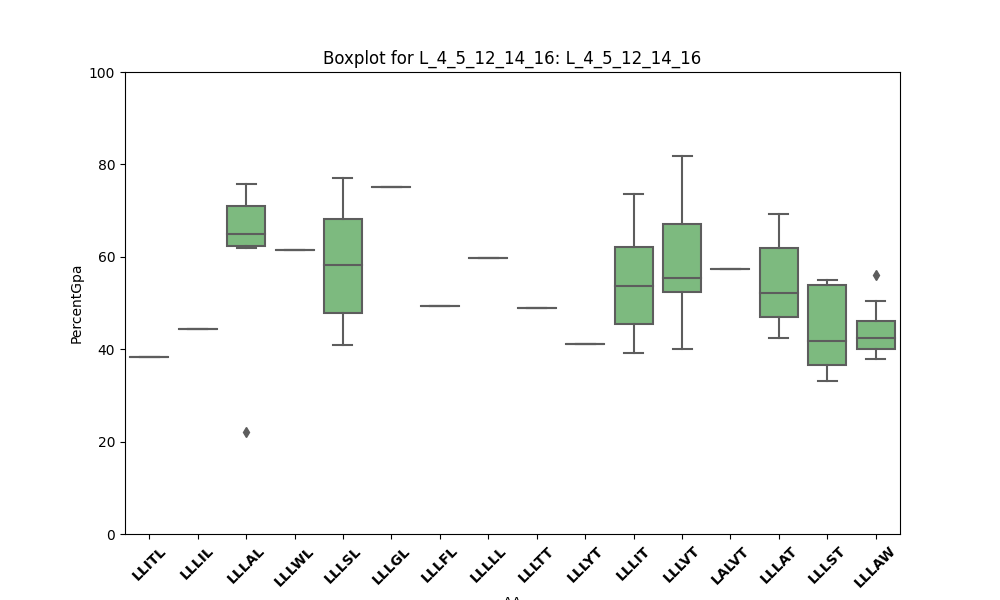 Boxplot for L_4_5_12_14_16: L_4_5_12_14_16
100
80
60
40
20
0
PercentGpa
LLITL
LLLIL
LLLAL
LLLWL
LLLSL
LLLGL
LLLFL
LLLLL
LLLTT
LLLYT
LLLIT
LLLVT
LALVT
LLLAT
LLLST
LLLAW
AA